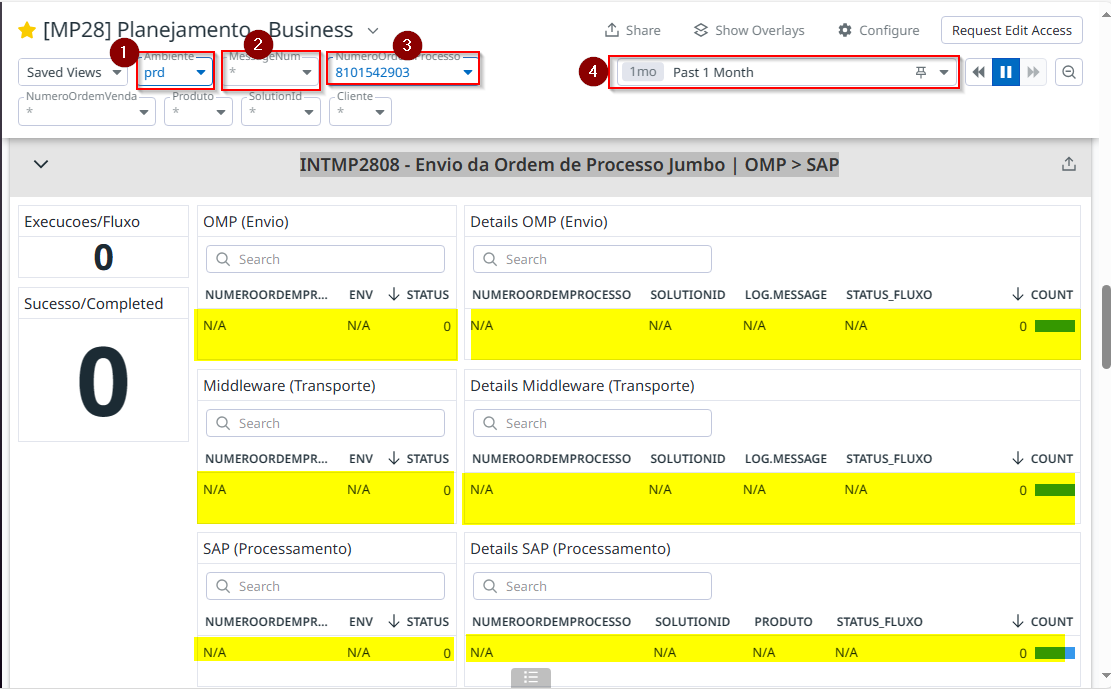 [MP28] Planejamento - Business
Share
Show Overlays
Configure
Request Edit Access
1
2
3
4
Saved Views
Ambiente
prd
MessageNum
*
NumeroOrdemProcesso
8101542903
1mo Past 1 Month
NumeroOrdemVenda
*
Produto
*
SolutionId
*
Cliente
*
INTMP2808 - Envio da Ordem de Processo Jumbo | OMP > SAP
Execucoes/Fluxo
0
Sucesso/Completed
0
OMP (Envio)
Search
NUMEROORDEMPR... ENV STATUS
N/A N/A 0
Details OMP (Envio)
Search
NUMEROORDEMPROCESSO SOLUTIONID LOG.MESSAGE STATUS_FLUXO COUNT
N/A N/A N/A N/A 0
Middleware (Transporte)
Search
NUMEROORDEMPR... ENV STATUS
N/A N/A 0
Details Middleware (Transporte)
Search
NUMEROORDEMPROCESSO SOLUTIONID LOG.MESSAGE STATUS_FLUXO COUNT
N/A N/A N/A N/A 0
SAP (Processamento)
Search
NUMEROORDEMPR... ENV STATUS
N/A N/A 0
Details SAP (Processamento)
Search
NUMEROORDEMPROCESSO SOLUTIONID PRODUTO STATUS_FLUXO COUNT
N/A N/A N/A N/A 0